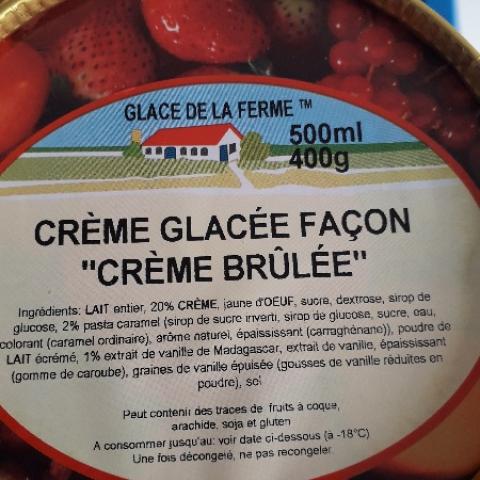 GLACE DE LA FERME ™
500ml
400g
CRÈME GLACÉE FAÇON
"CRÈME BRÛLÉE"
Ingrédients: LAIT entier, 20% CRÈME, jaune d'OEUF, sucre, dextrose, sirop de
glucose, 2% pasta caramel (sirop de sucre inverti, sirop de glucose, sucre, eau,
colorant (caramel ordinaire), arôme naturel, épaississant (carraghénane)), poudre de
LAIT écrémé, 1% extrait de vanille de Madagascar, extrait de vanille, épaississant
(gomme de caroube), graines de vanille épuisée (gousses de vanille réduites en
poudre), sel
Peut contenir des traces de fruits à coque,
arachide, soja et gluten
A consommer jusqu'au: voir date ci-dessous (à -18°C)
Une fois décongelé, ne pas recongeler.